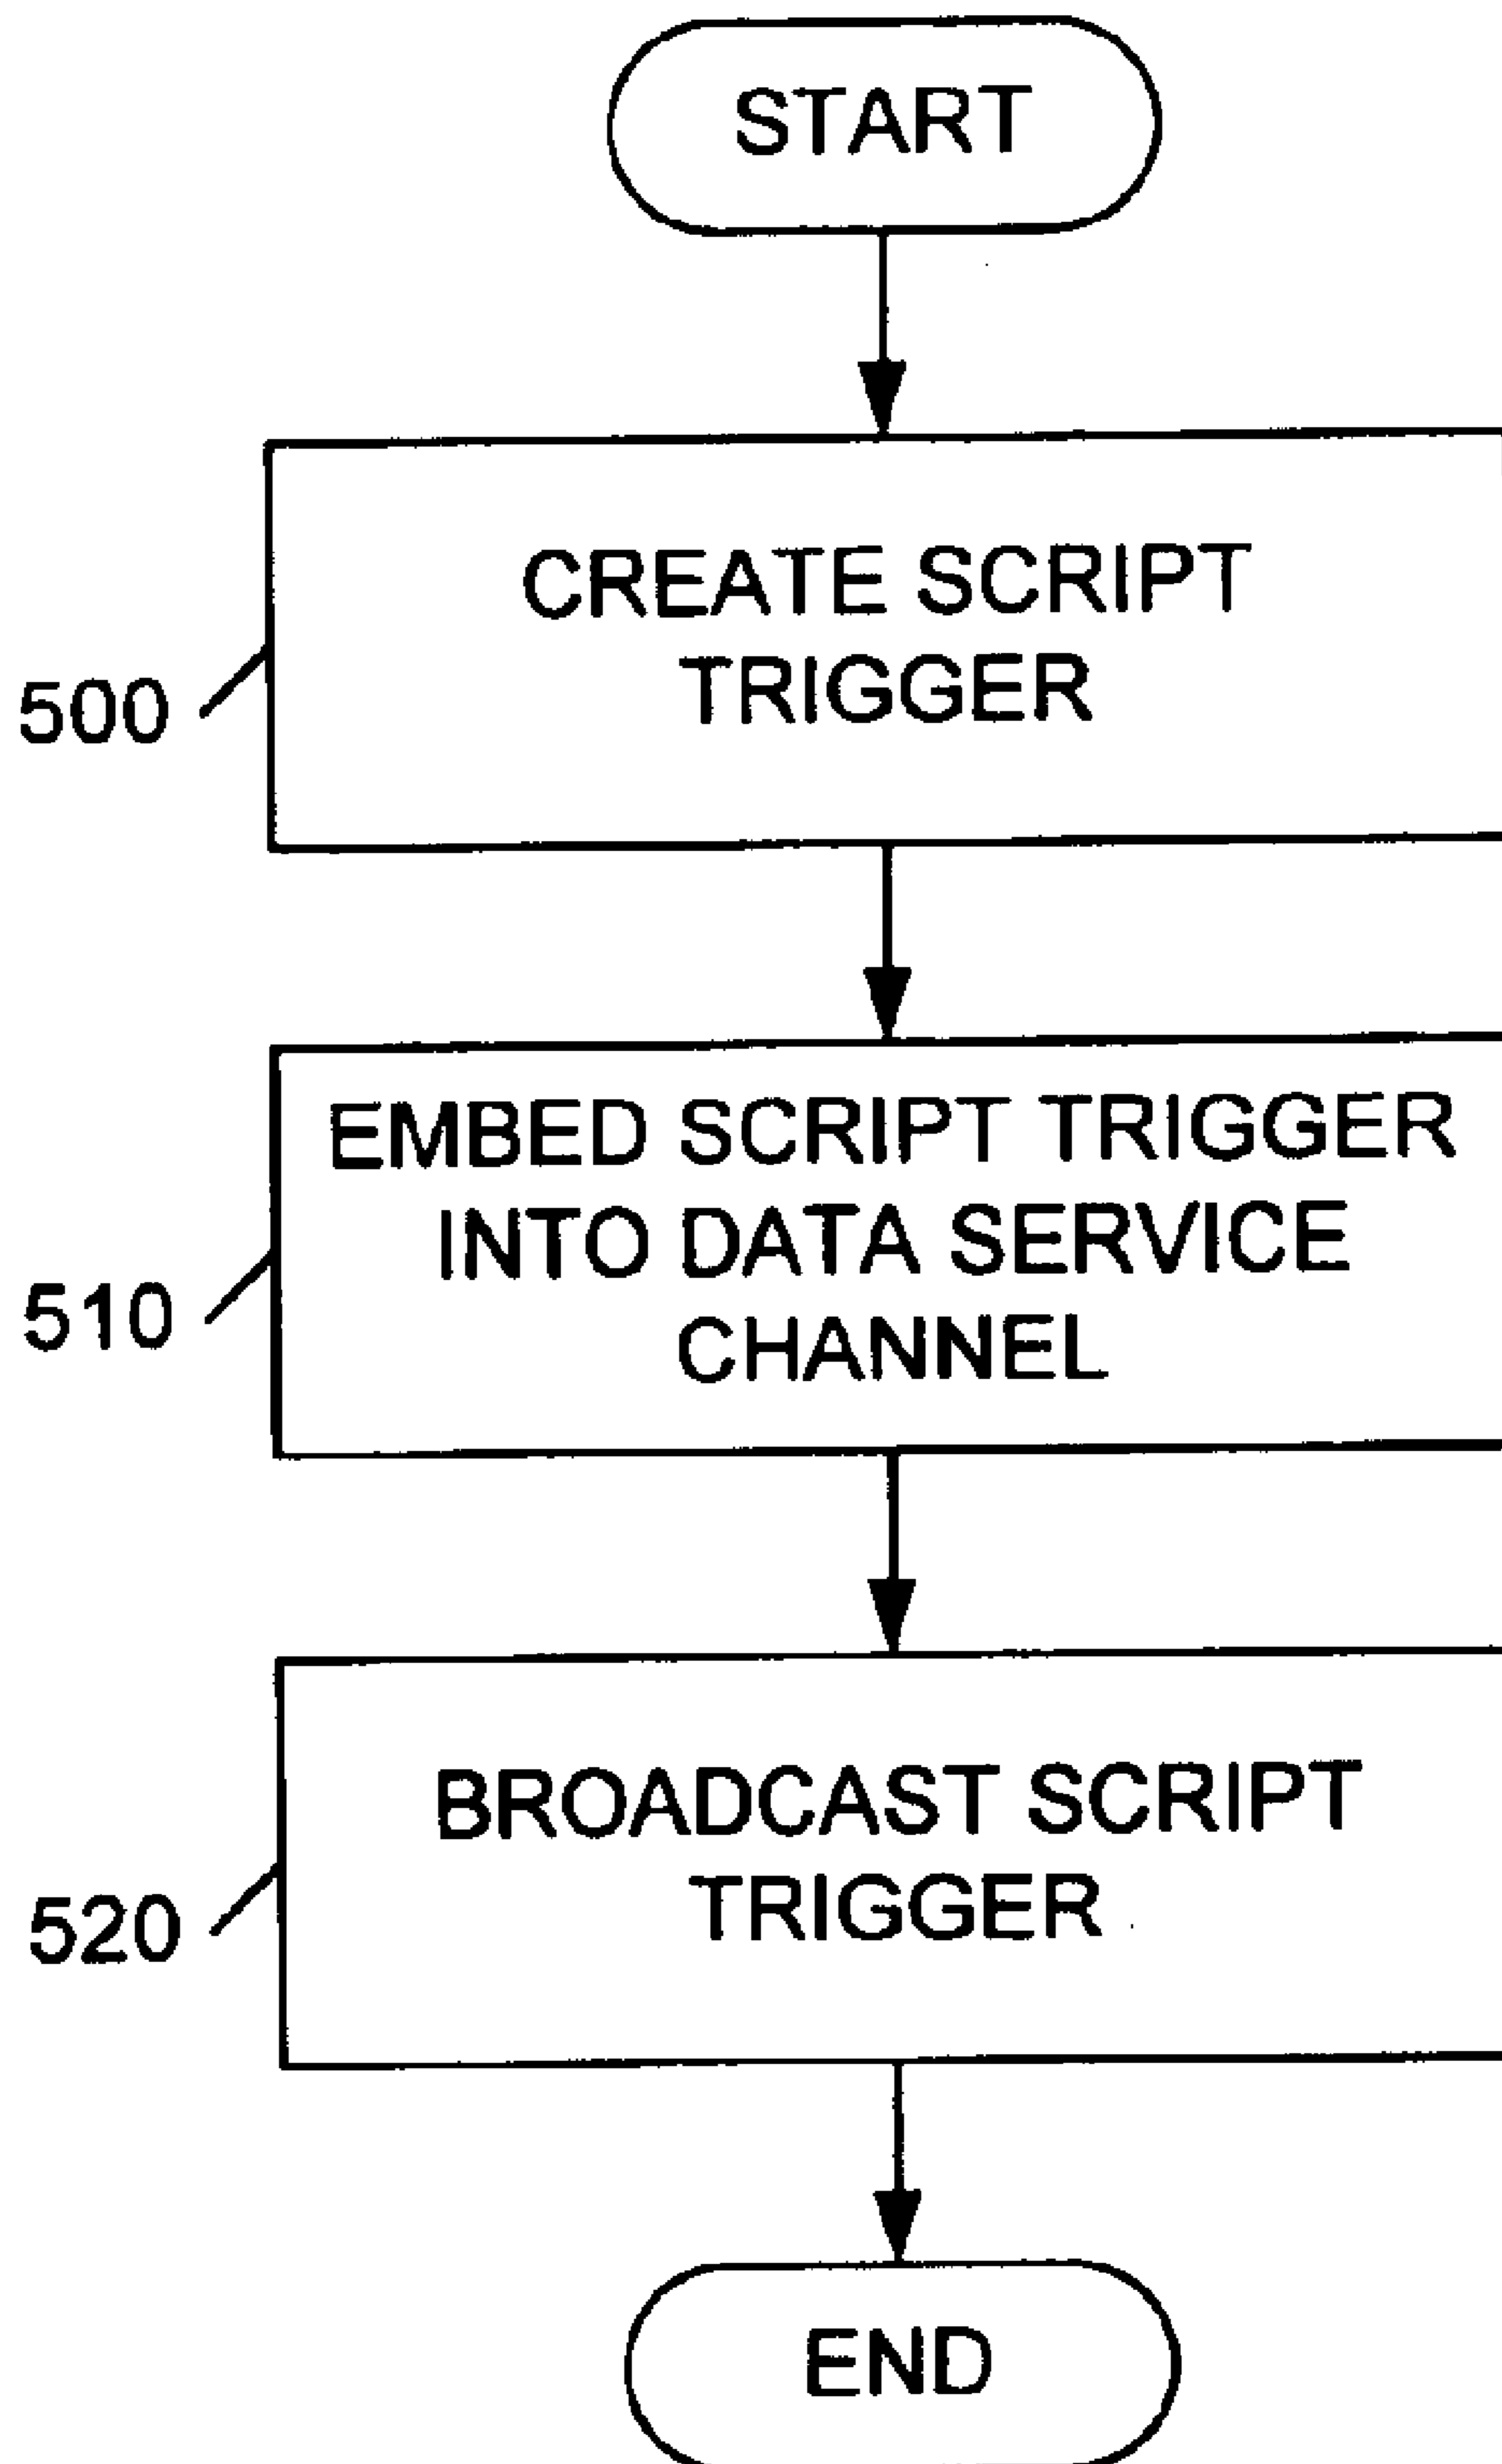 START
CREATE SCRIPT
TRIGGER
500
EMBED SCRIPT TRIGGER
INTO DATA SERVICE
CHANNEL
510
BROADCAST SCRIPT
TRIGGER
520
END